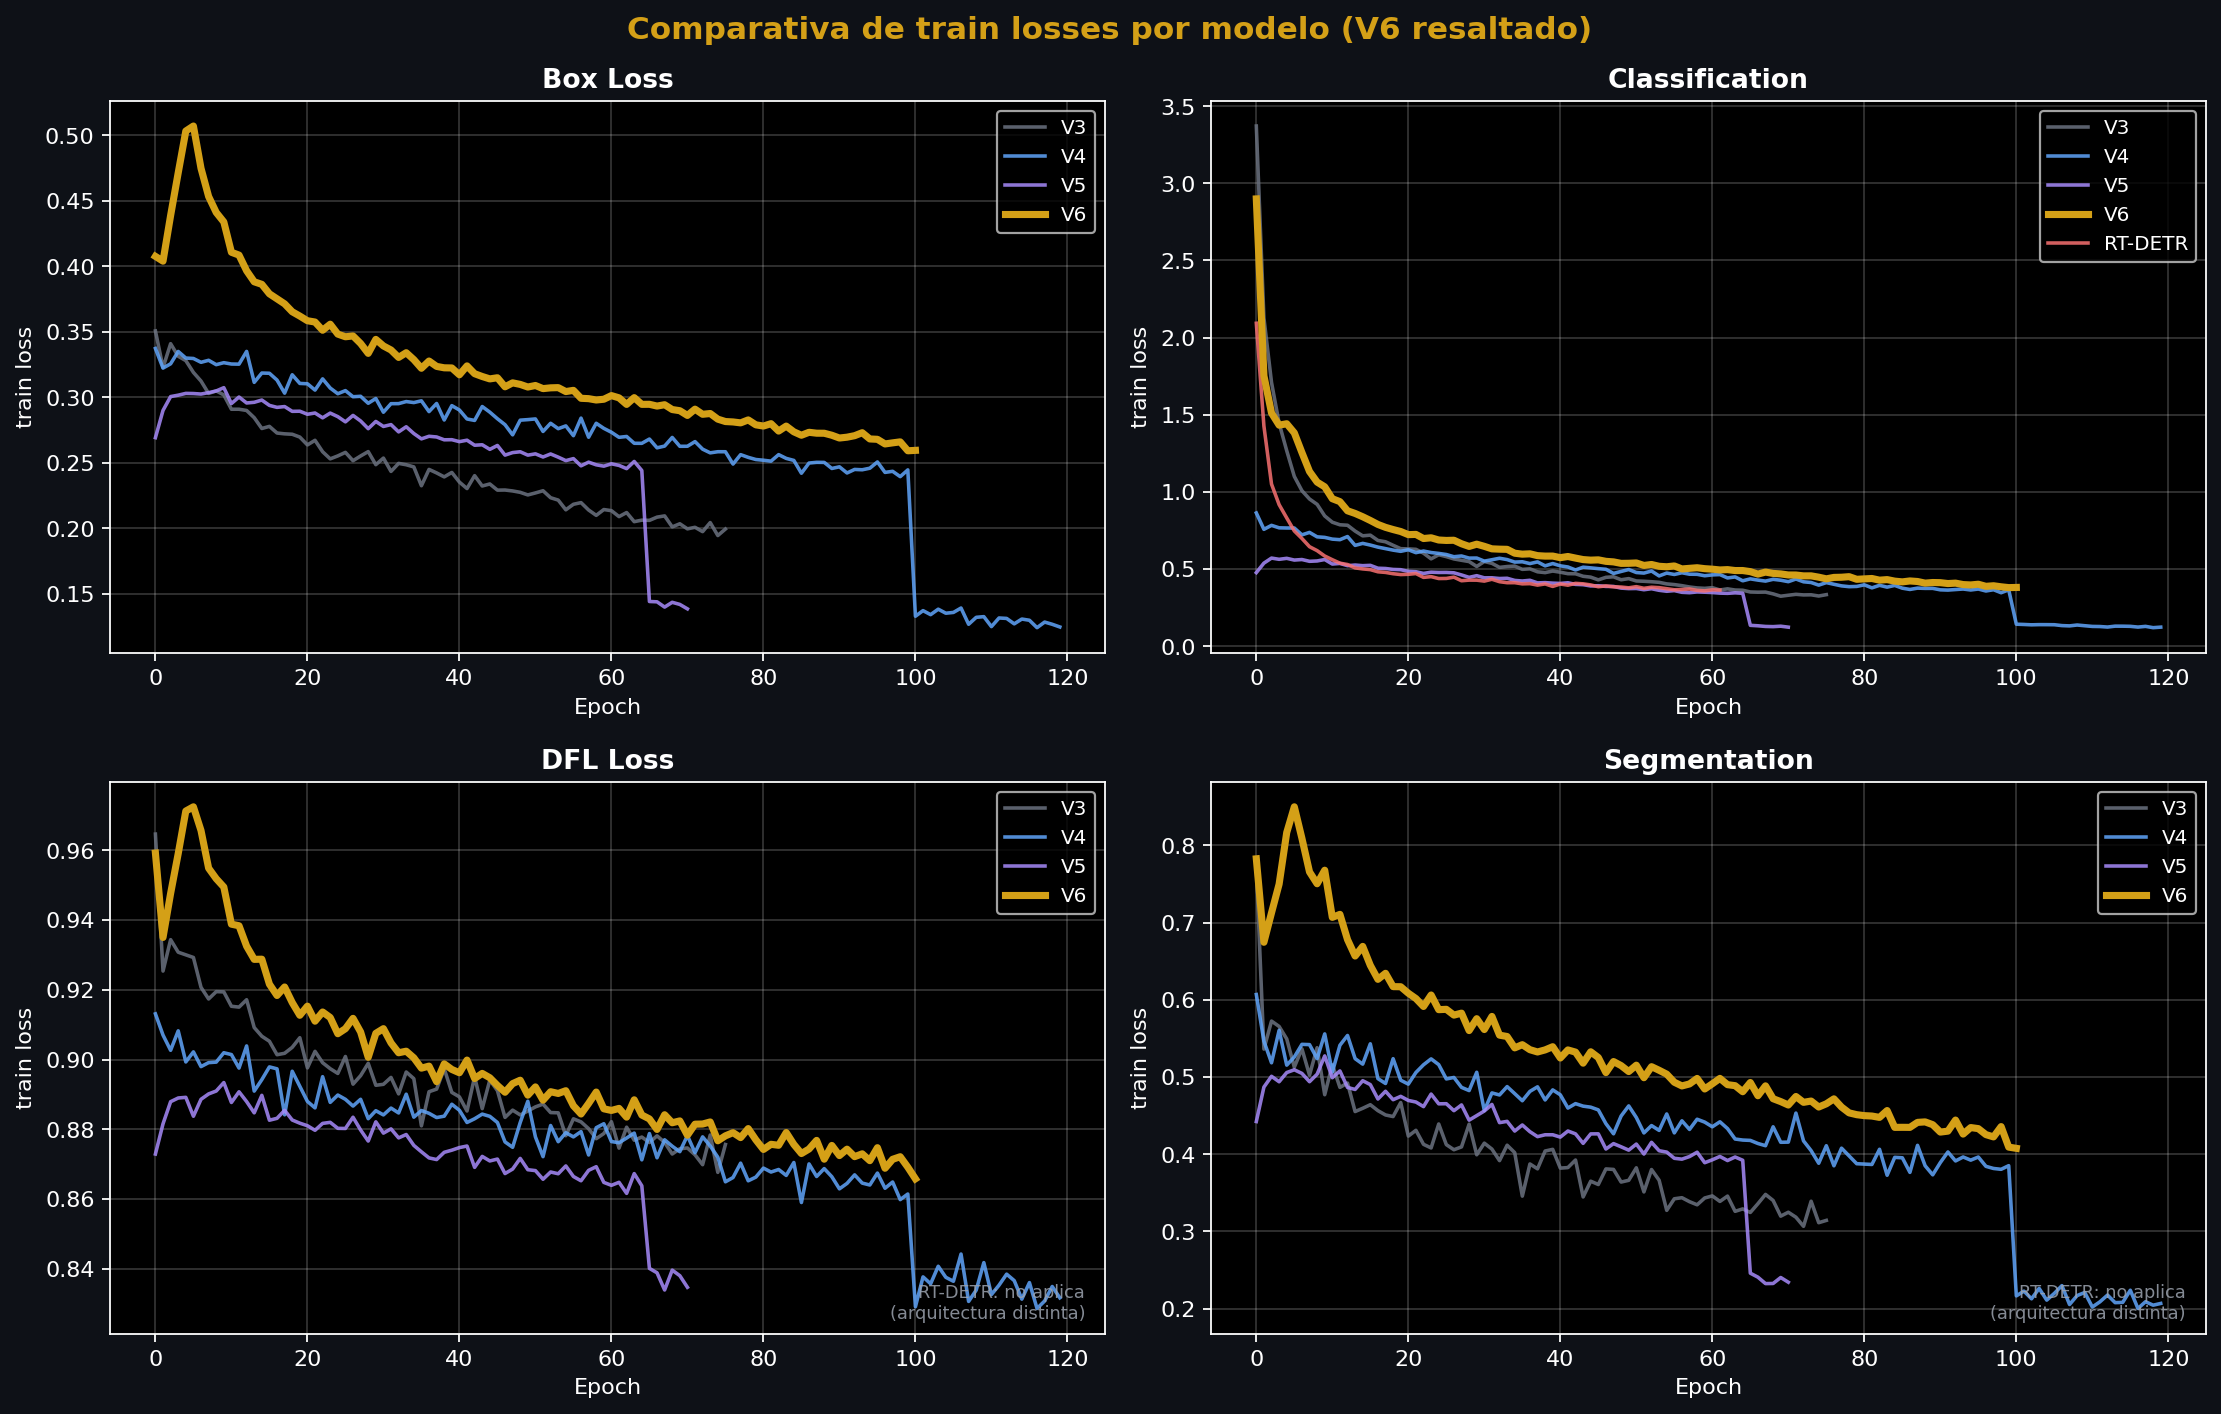 Comparativa de train losses por modelo (V6 resaltado)
Box Loss
train loss
0.50
0.45
0.40
0.35
0.30
0.25
0.20
0.15
0 20 40 60 80 100 120
Epoch
V3
V4
V5
V6
Classification
train loss
3.5
3.0
2.5
2.0
1.5
1.0
0.5
0.0
0 20 40 60 80 100 120
Epoch
V3
V4
V5
V6
RT-DETR
DFL Loss
train loss
0.96
0.94
0.92
0.90
0.88
0.86
0.84
0 20 40 60 80 100 120
Epoch
V3
V4
V5
V6
RT-DETR: no aplica
(arquitectura distinta)
Segmentation
train loss
0.8
0.7
0.6
0.5
0.4
0.3
0.2
0 20 40 60 80 100 120
Epoch
V3
V4
V5
V6
RT-DETR: no aplica
(arquitectura distinta)